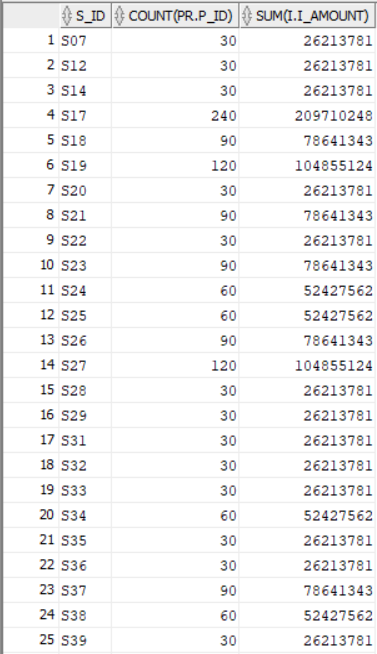 S_ID COUNT(PR.P_ID) SUM(I.I_AMOUNT)
1 S07 30 26213781
2 S12 30 26213781
3 S14 30 26213781
4 S17 240 209710248
5 S18 90 78641343
6 S19 120 104855124
7 S20 30 26213781
8 S21 90 78641343
9 S22 30 26213781
10 S23 90 78641343
11 S24 60 52427562
12 S25 60 52427562
13 S26 90 78641343
14 S27 120 104855124
15 S28 30 26213781
16 S29 30 26213781
17 S31 30 26213781
18 S32 30 26213781
19 S33 30 26213781
20 S34 60 52427562
21 S35 30 26213781
22 S36 30 26213781
23 S37 90 78641343
24 S38 60 52427562
25 S39 30 26213781